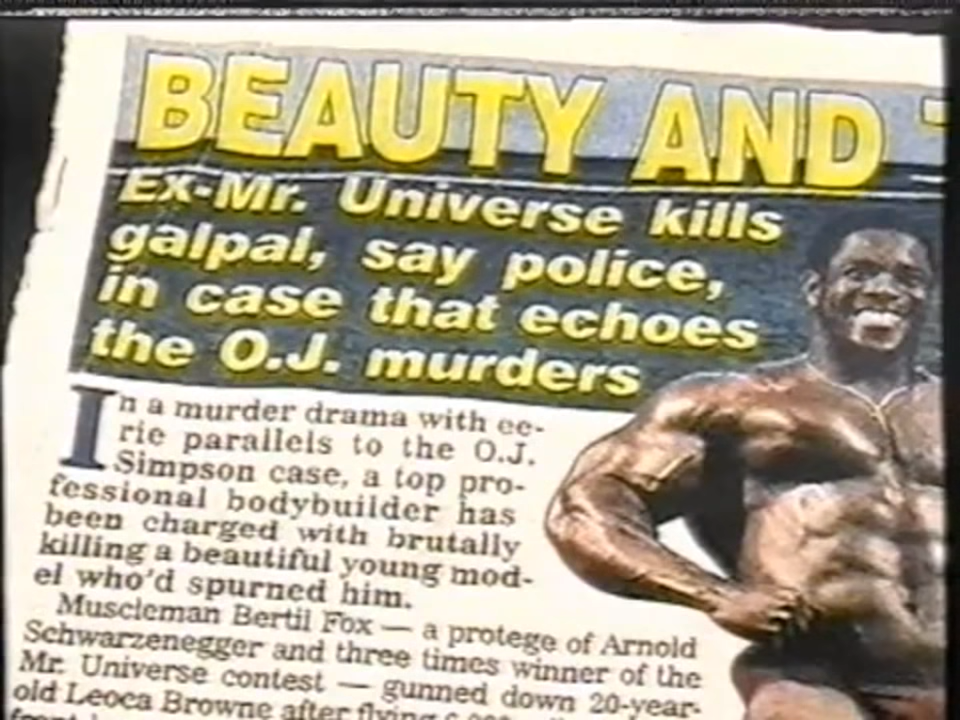 BEAUTY AND
Ex-Mr. Universe kills
galpal, say police,
in case that echoes
the O.J. murders
In a murder drama with ee-
rie parallels to the O.J.
Simpson case, a top pro-
fessional bodybuilder has
been charged with brutally
killing a beautiful young mod-
el who'd spurned him.
Muscleman Bertil Fox — a protege of Arnold
Schwarzenegger and three times winner of the
Mr. Universe contest — gunned down 20-year-
old Leoca Browne after flying